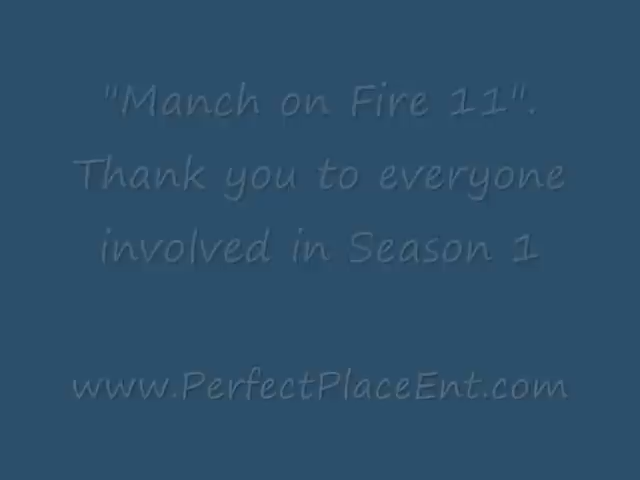 "Manch on Fire 11".
Thank you to everyone
involved in Season 1
www.PerfectPlaceEnt.com